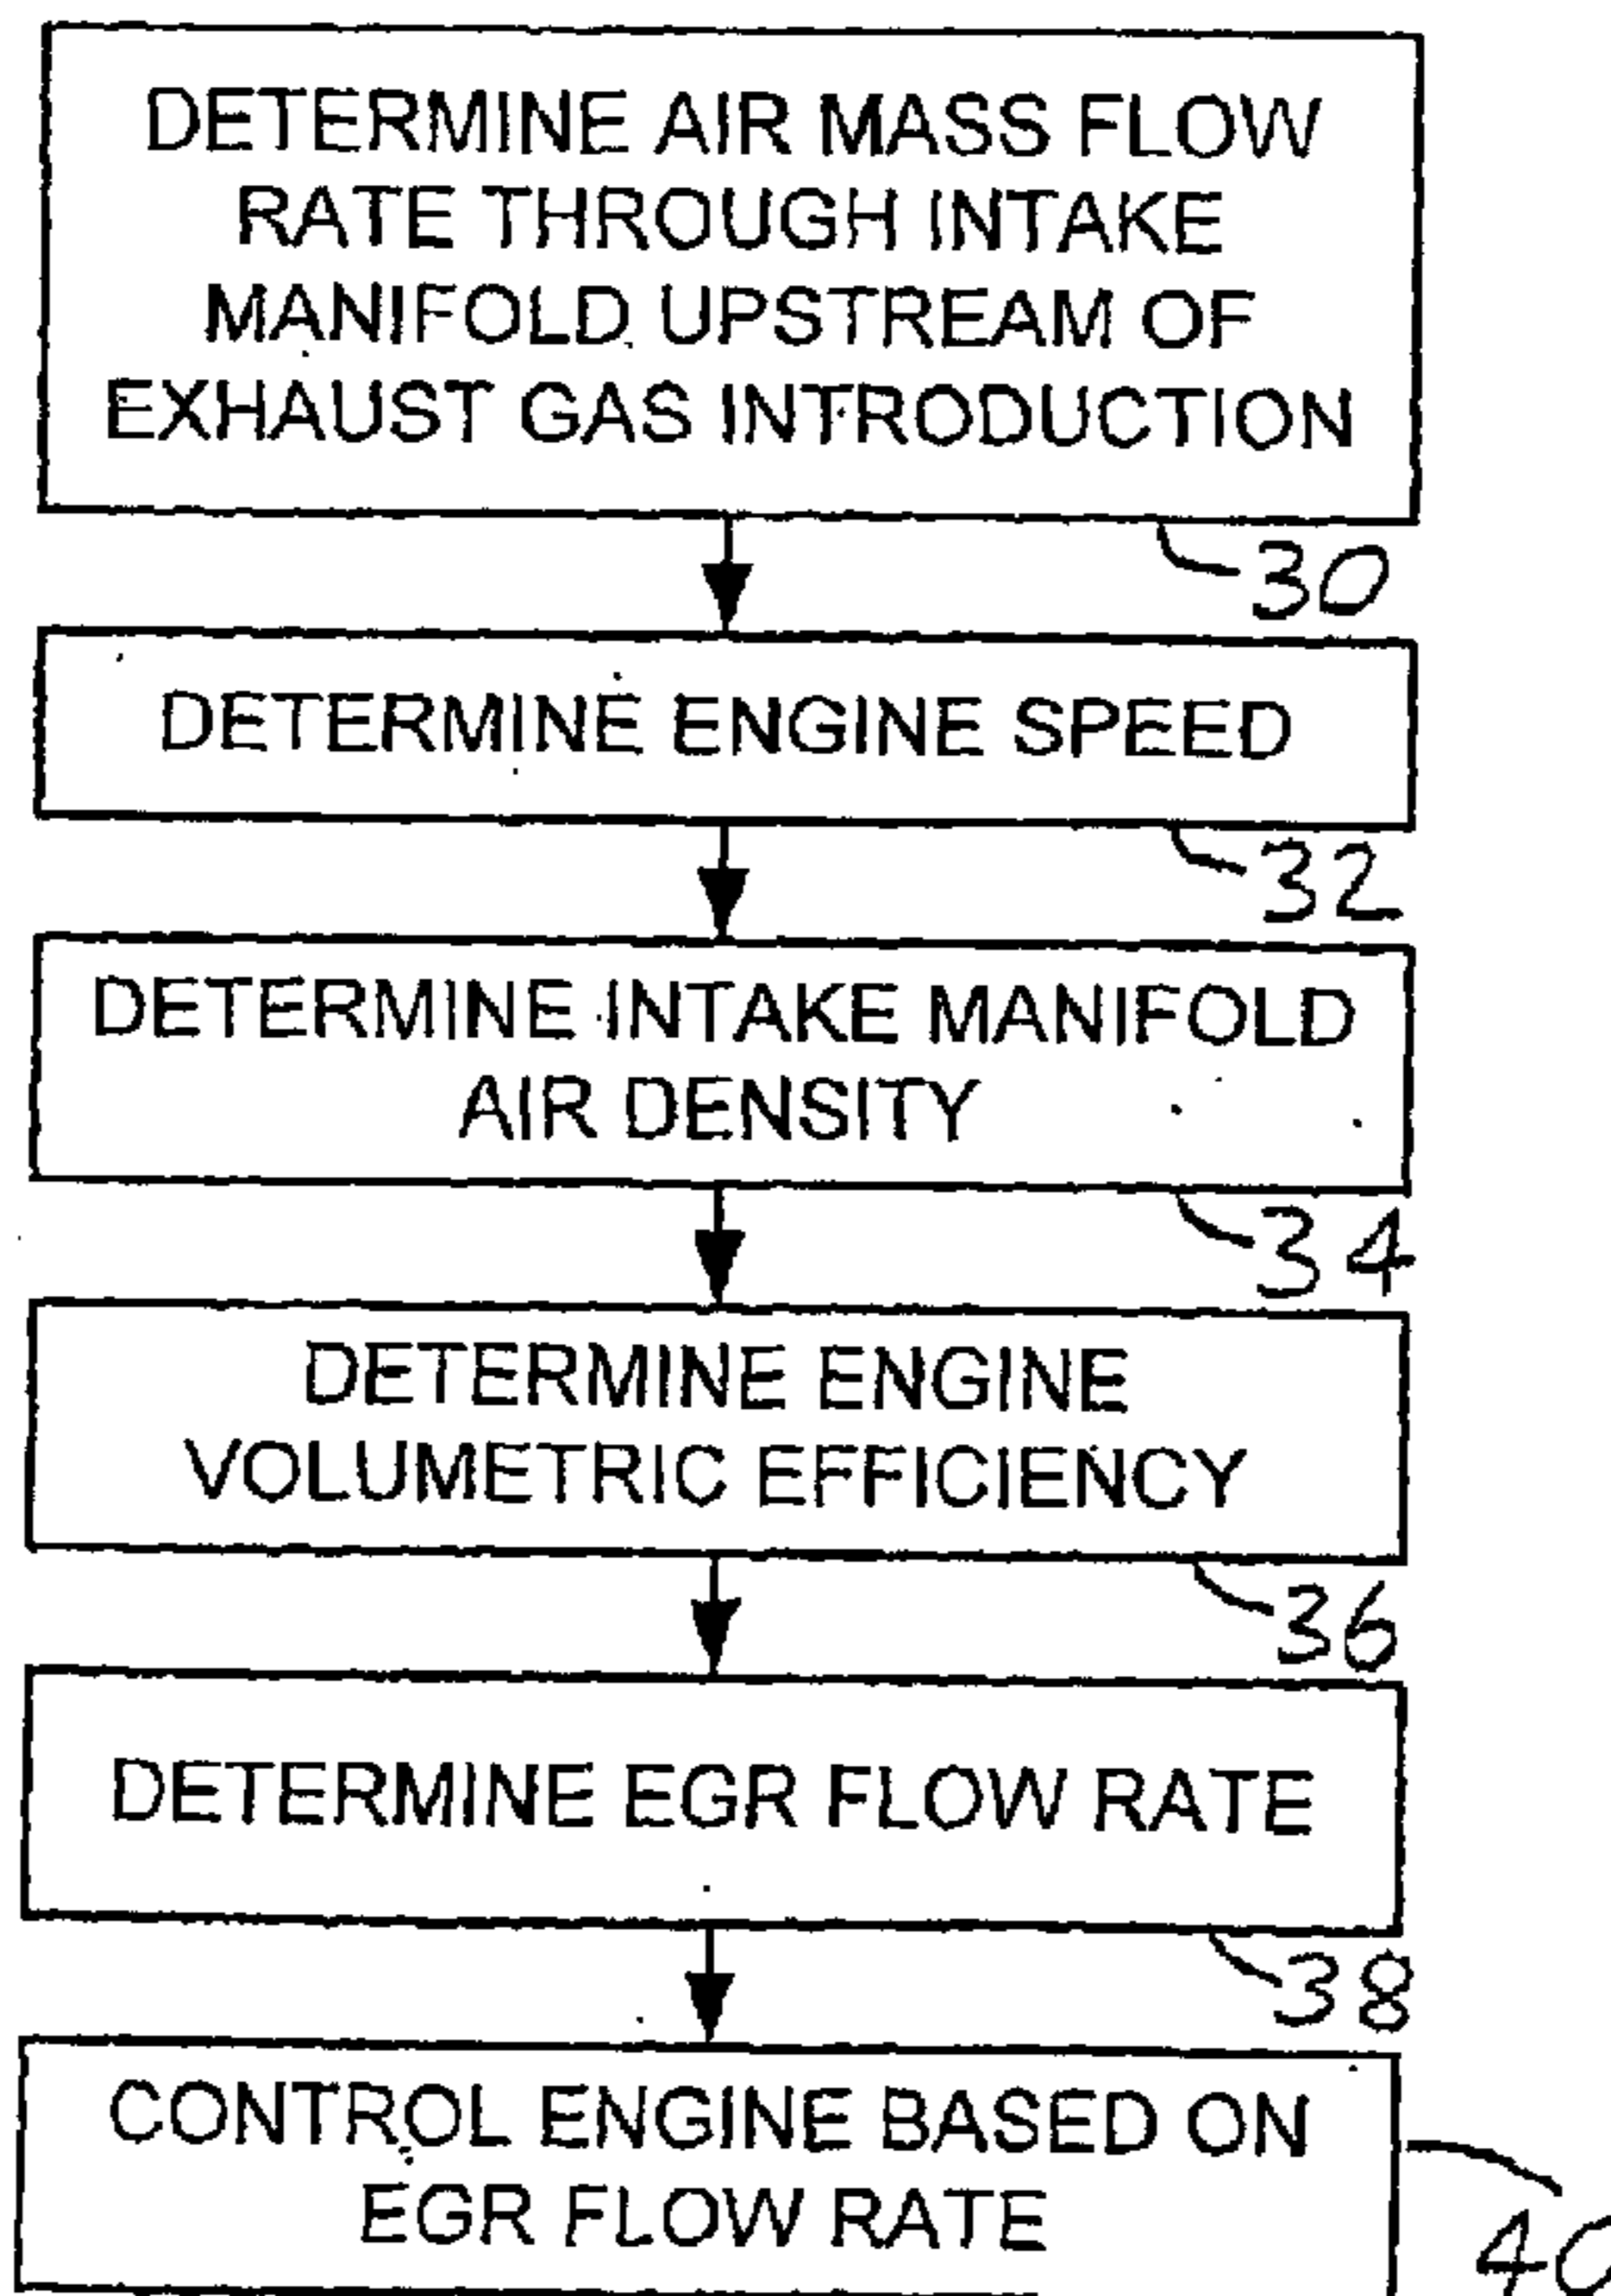 DETERMINE AIR MASS FLOW
RATE THROUGH INTAKE
MANIFOLD UPSTREAM OF
EXHAUST GAS INTRODUCTION
30
DETERMINE ENGINE SPEED
32
DETERMINE INTAKE MANIFOLD
AIR DENSITY
34
DETERMINE ENGINE
VOLUMETRIC EFFICIENCY
36
DETERMINE EGR FLOW RATE
38
CONTROL ENGINE BASED ON
EGR FLOW RATE
40